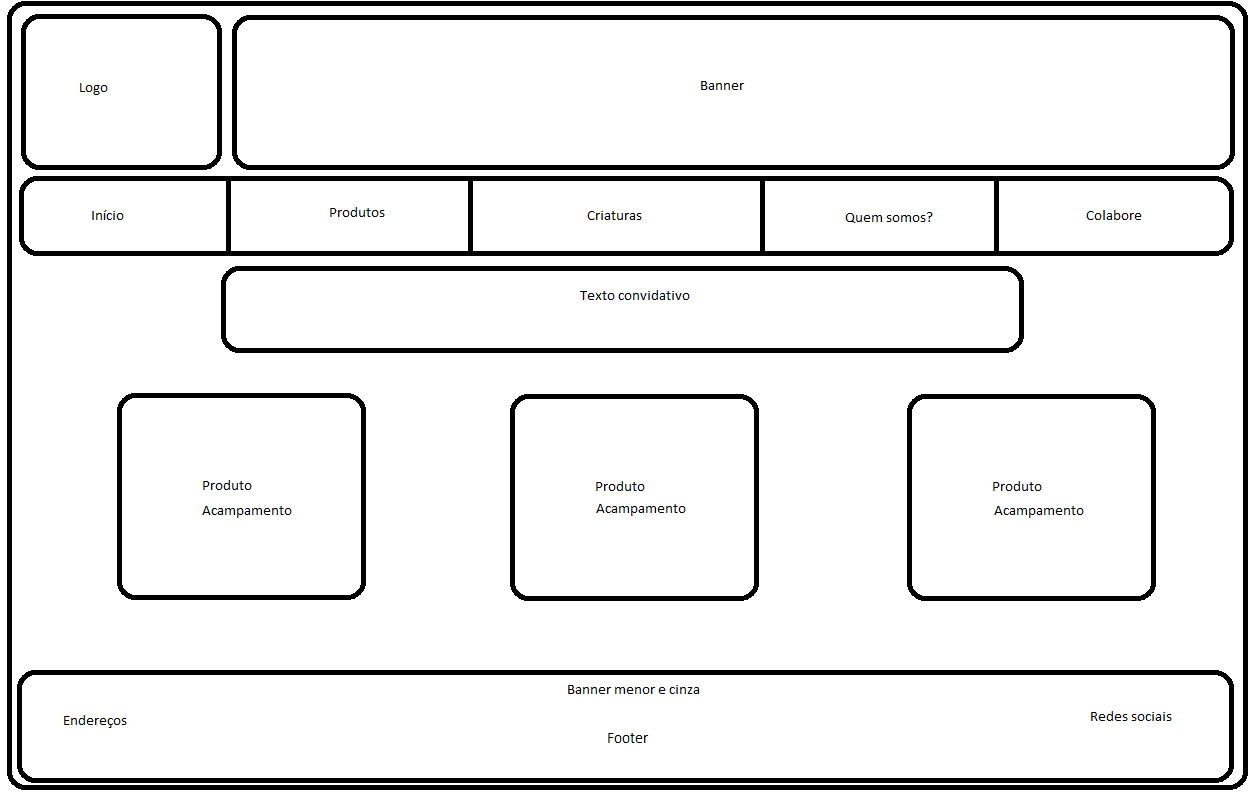 Logo
Banner
Início
Produtos
Criaturas
Quem somos?
Colabore
Texto convidativo
Produto
Acampamento
Produto
Acampamento
Produto
Acampamento
Banner menor e cinza
Endereços
Redes sociais
Footer